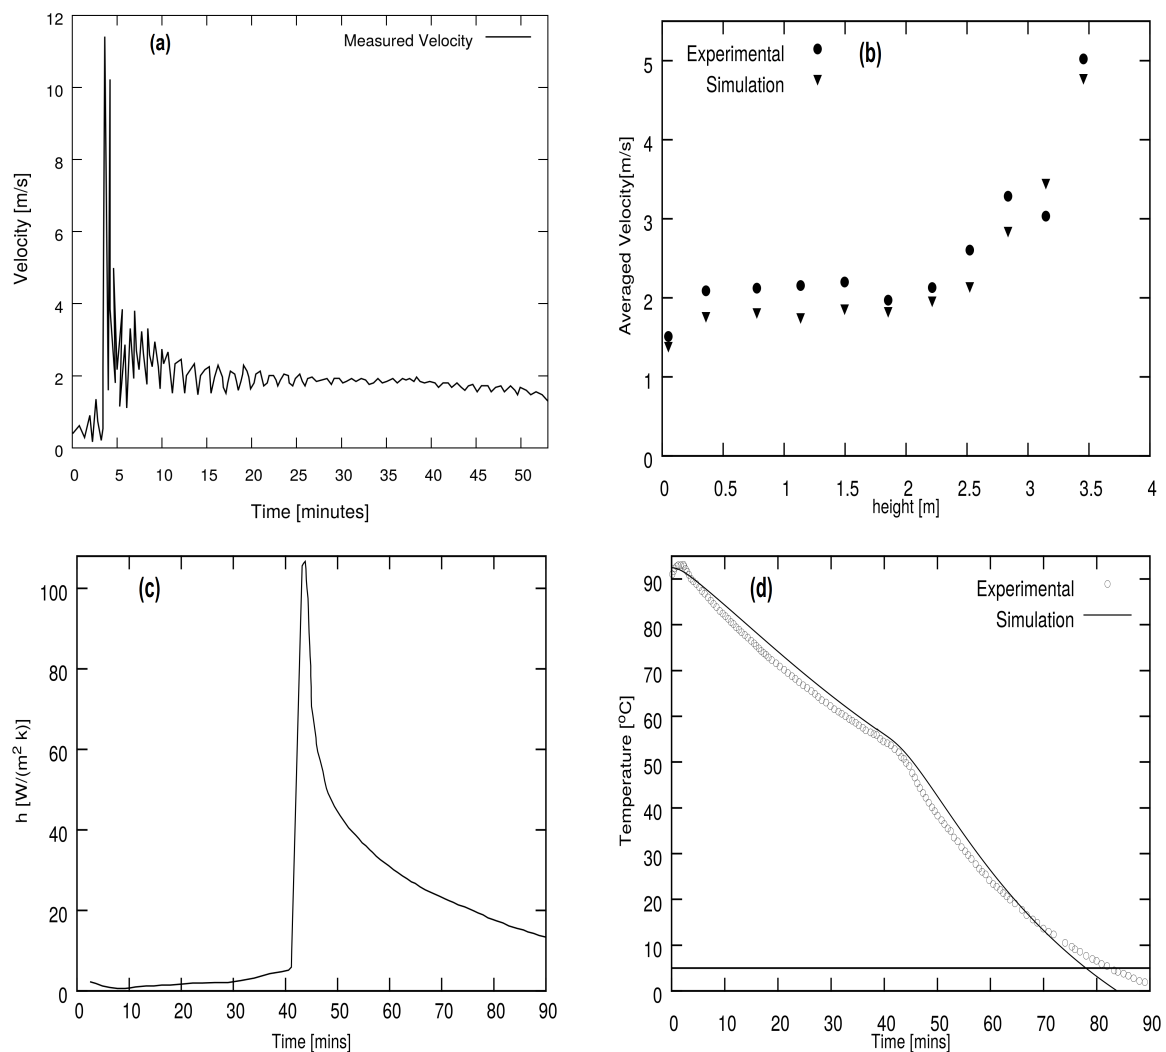 (a)
Measured Velocity
Velocity [m/s]
12
10
8
6
4
2
0
0 5 10 15 20 25 30 35 40 45 50
Time [minutes]
(b)
Experimental
Simulation
Averaged Velocity[m/s]
5
4
3
2
1
0
0 0.5 1 1.5 2 2.5 3 3.5 4
height [m]
(c)
h [W/(m² k)]
100
80
60
40
20
0
0 10 20 30 40 50 60 70 80 90
Time [mins]
(d)
Experimental
Simulation
Temperature [ºC]
90
80
70
60
50
40
30
20
10
0
0 10 20 30 40 50 60 70 80 90
Time [mins]